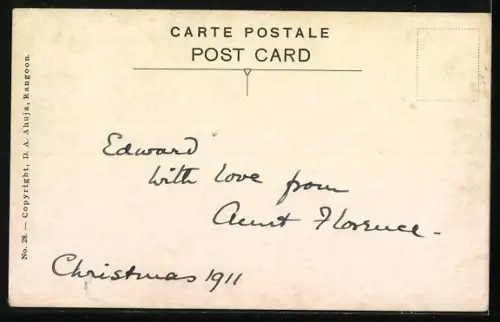 CARTE POSTALE
POST CARD
No. 28. — Copyright, D. A. Ahuja, Rangoon.
Edward
with love from
Aunt Florence -
Christmas 1911